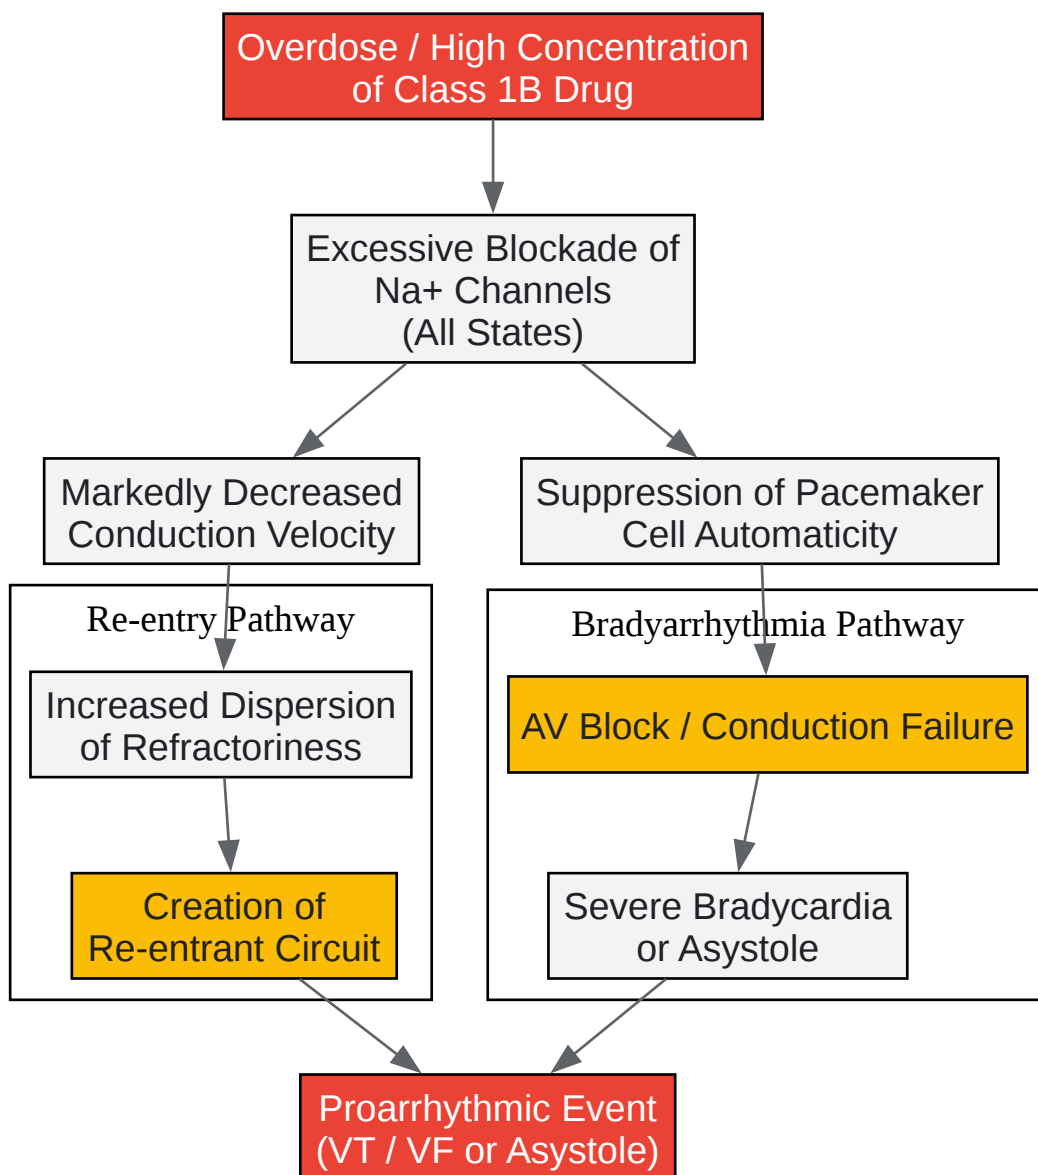 Overdose / High Concentration
of Class 1B Drug
Excessive Blockade of
Na+ Channels
(All States)
Markedly Decreased
Conduction Velocity
Suppression of Pacemaker
Cell Automaticity
Re-entry Pathway
Bradyarrhythmia Pathway
Increased Dispersion
of Refractoriness
AV Block / Conduction Failure
Creation of
Re-entrant Circuit
Severe Bradycardia
or Asystole
Proarrhythmic Event
(VT / VF or Asystole)